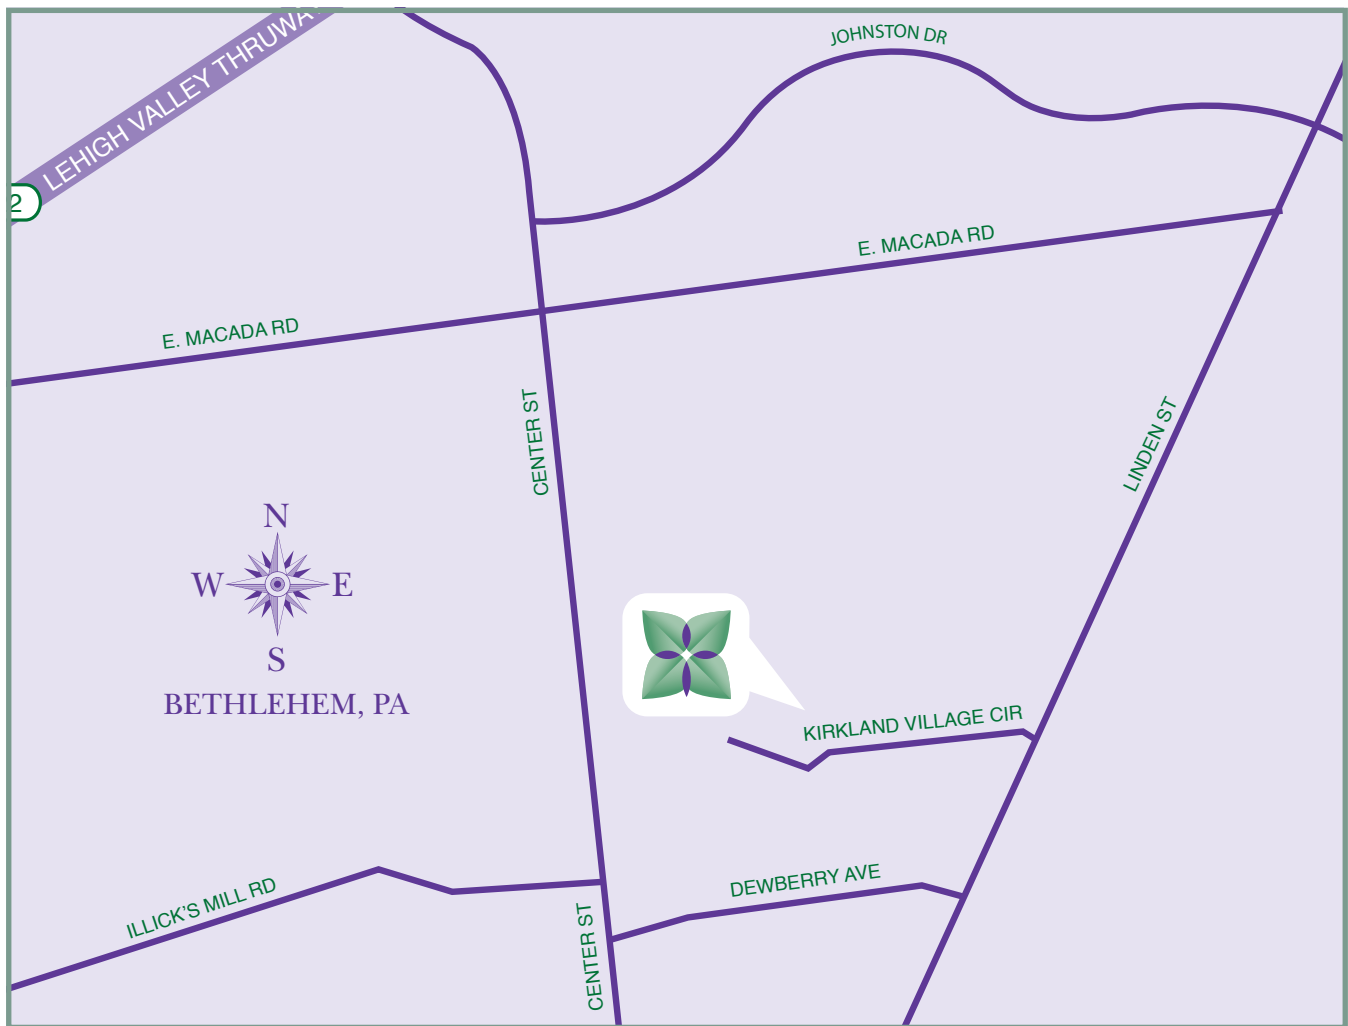 JOHNSTON DR
LEHIGH VALLEY THRUWA
2
E. MACADA RD
E. MACADA RD
CENTER ST
LINDEN ST
N
W E
S
BETHLEHEM, PA
KIRKLAND VILLAGE CIR
DEWBERRY AVE
ILLICK'S MILL RD
CENTER ST